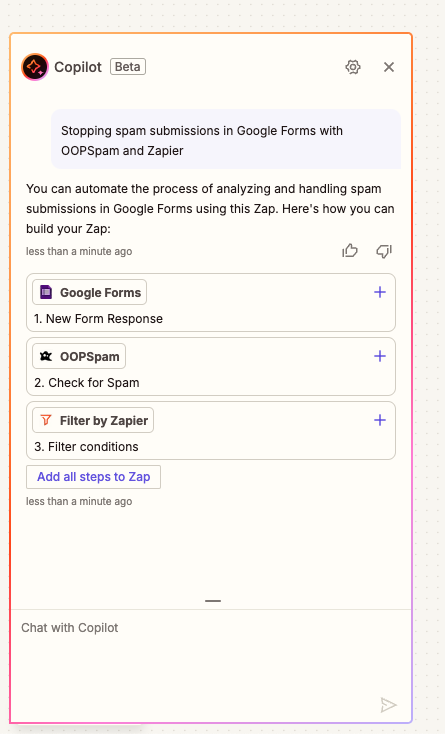 Copilot Beta
Stopping spam submissions in Google Forms with
OOPSpam and Zapier
You can automate the process of analyzing and handling spam
submissions in Google Forms using this Zap. Here's how you can
build your Zap:
less than a minute ago
Google Forms
1. New Form Response
OOPSpam
2. Check for Spam
Filter by Zapier
3. Filter conditions
Add all steps to Zap
less than a minute ago
Chat with Copilot